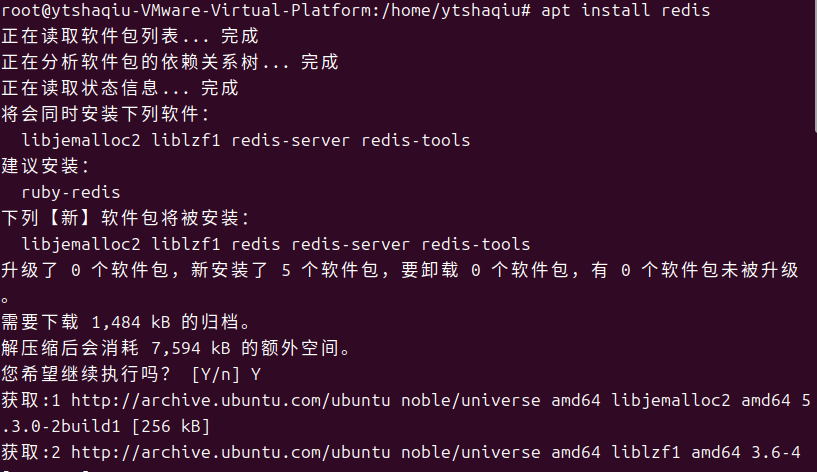 root@ytshaqiu-VMware-Virtual-Platform:/home/ytshaqiu# apt install redis
正在读取软件包列表... 完成
正在分析软件包的依赖关系树... 完成
正在读取状态信息... 完成
将会同时安装下列软件：
  libjemalloc2 liblzf1 redis-server redis-tools
建议安装：
  ruby-redis
下列【新】软件包将被安装：
  libjemalloc2 liblzf1 redis redis-server redis-tools
升级了 0 个软件包，新安装了 5 个软件包，要卸载 0 个软件包，有 0 个软件包未被升级
。
需要下载 1,484 kB 的归档。
解压缩后会消耗 7,594 kB 的额外空间。
您希望继续执行吗？ [Y/n] Y
获取:1 http://archive.ubuntu.com/ubuntu noble/universe amd64 libjemalloc2 amd64 5
.3.0-2build1 [256 kB]
获取:2 http://archive.ubuntu.com/ubuntu noble/universe amd64 liblzf1 amd64 3.6-4